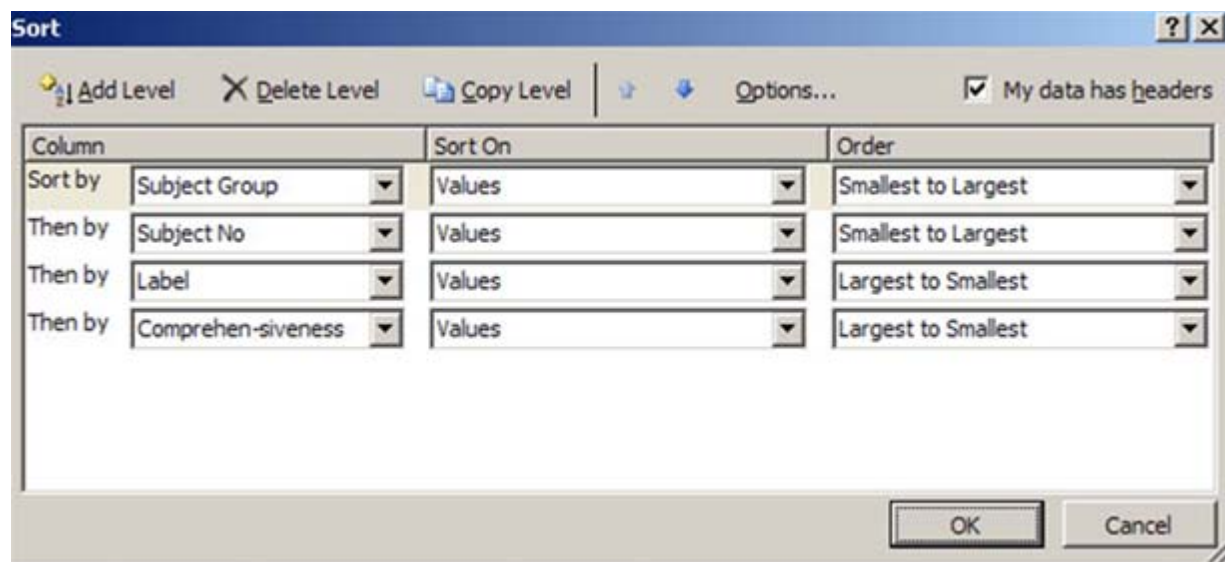 Sort
Add Level Delete Level Copy Level Options... My data has headers
Column Sort On Order
Sort by Subject Group Values Smallest to Largest
Then by Subject No Values Smallest to Largest
Then by Label Values Largest to Smallest
Then by Comprehen-siveness Values Largest to Smallest
OK Cancel